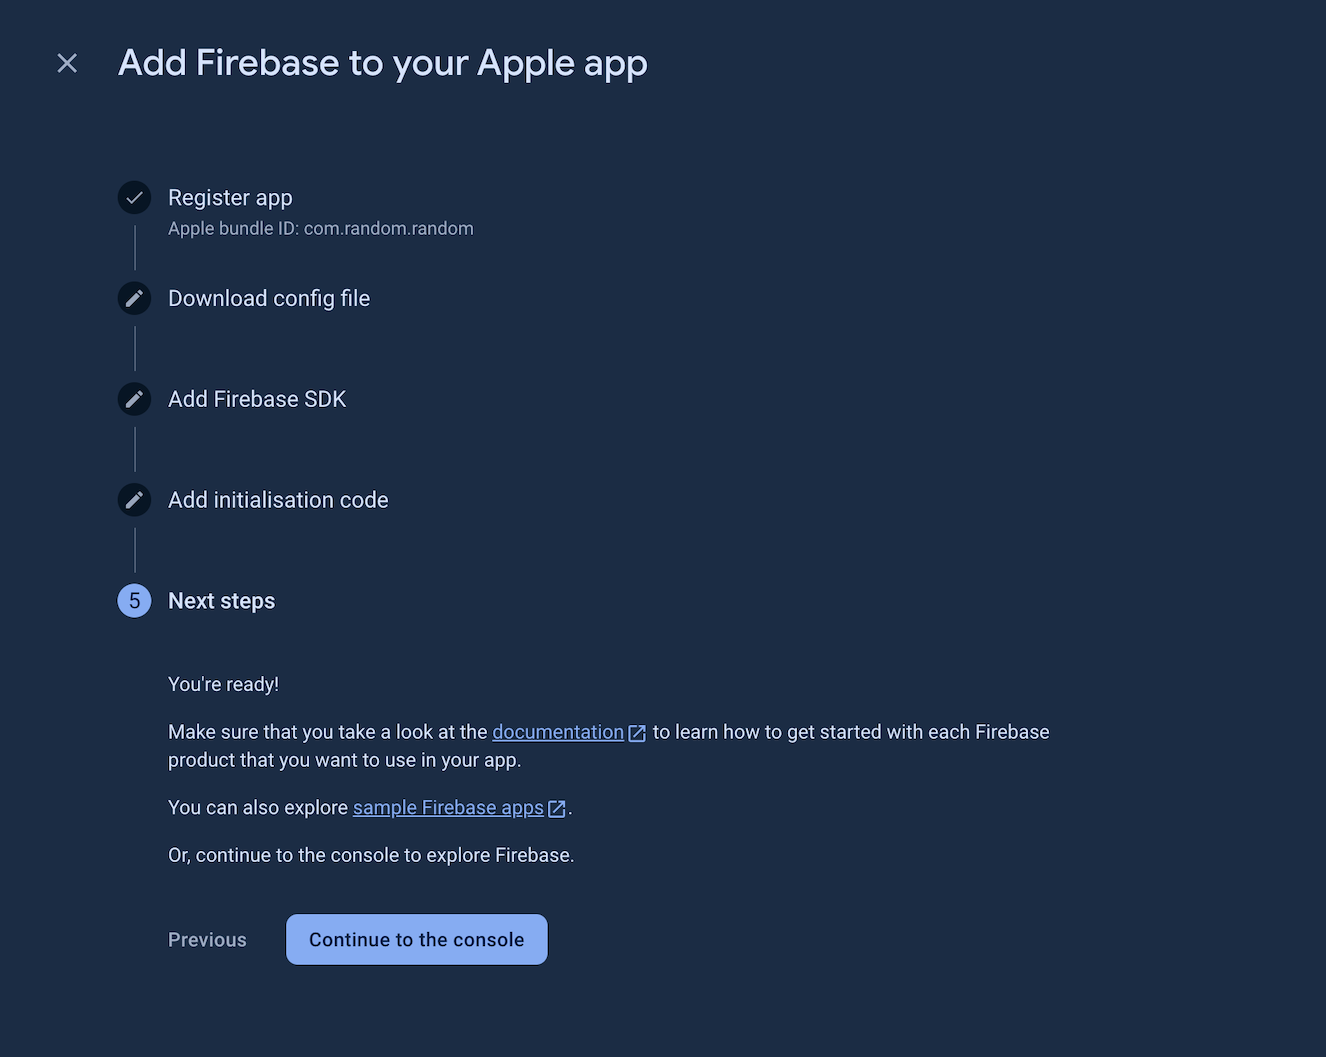 Add Firebase to your Apple app
Register app
Apple bundle ID: com.random.random
Download config file
Add Firebase SDK
Add initialisation code
5 Next steps
You're ready!
Make sure that you take a look at the documentation to learn how to get started with each Firebase
product that you want to use in your app.
You can also explore sample Firebase apps.
Or, continue to the console to explore Firebase.
Previous Continue to the console